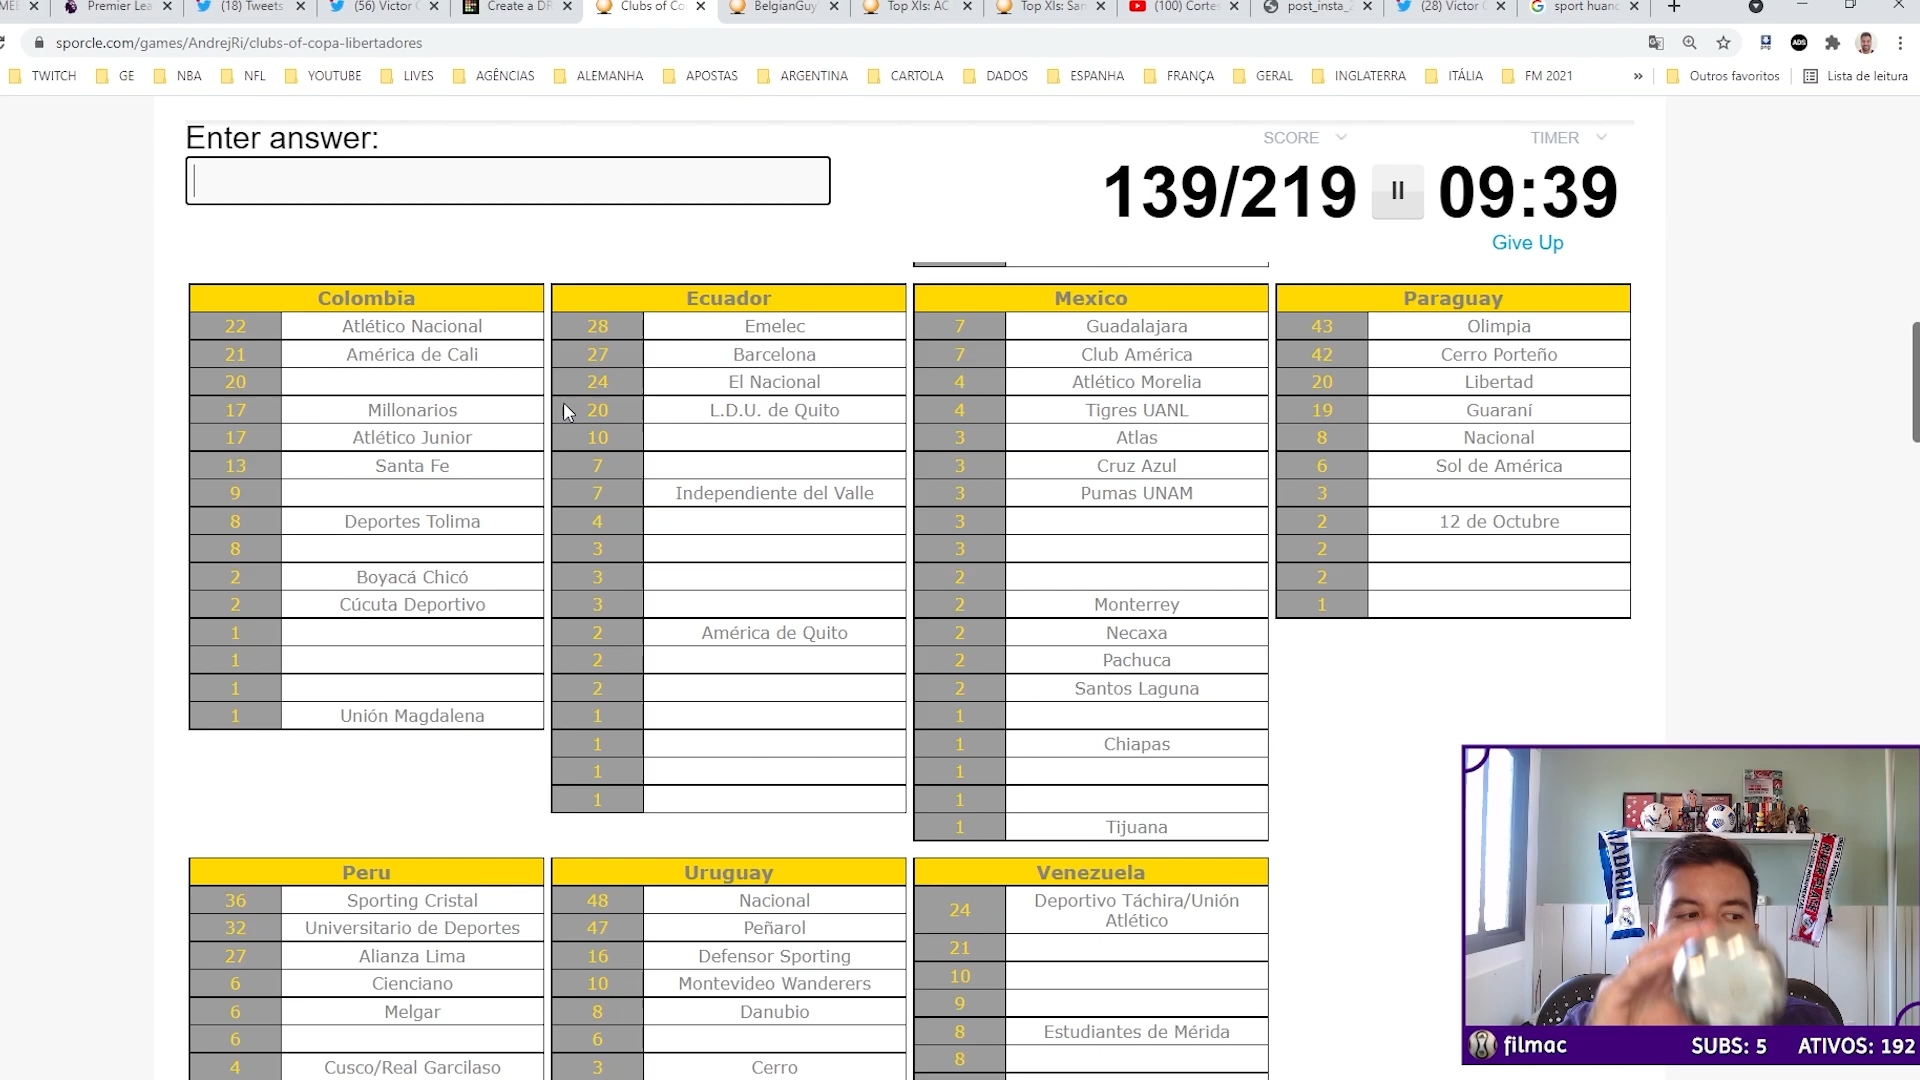 Premier Lea
(18) Tweets
(56) Victor C
Create a DR
Clubs of Co
BelgianGuy
Top XIs: AC
Top XIs: San
(100) Cortes
post_insta_2
(28) Victor C
sport huanc
sporcle.com/games/AndrejRi/clubs-of-copa-libertadores
ADS
TWITCH GE NBA NFL YOUTUBE LIVES AGÊNCIAS ALEMANHA APOSTAS ARGENTINA CARTOLA DADOS ESPANHA FRANÇA GERAL INGLATERRA ITÁLIA FM 2021 » Outros favoritos Lista de leitura
Enter answer:
SCORE TIMER
139/219 09:39
Give Up
Colombia
22 Atlético Nacional
21 América de Cali
20
17 Millonarios
17 Atlético Junior
13 Santa Fe
9
8 Deportes Tolima
8
2 Boyacá Chicó
2 Cúcuta Deportivo
1
1
1
1 Unión Magdalena
Ecuador
28 Emelec
27 Barcelona
24 El Nacional
20 L.D.U. de Quito
10
7
7 Independiente del Valle
4
3
3
3
2 América de Quito
2
2
1
1
1
1
Mexico
7 Guadalajara
7 Club América
4 Atlético Morelia
4 Tigres UANL
3 Atlas
3 Cruz Azul
3 Pumas UNAM
3
3
2
2 Monterrey
2 Necaxa
2 Pachuca
2 Santos Laguna
1
1 Chiapas
1
1
1 Tijuana
Paraguay
43 Olimpia
42 Cerro Porteño
20 Libertad
19 Guaraní
8 Nacional
6 Sol de América
3
2 12 de Octubre
2
2
1
Peru
36 Sporting Cristal
32 Universitario de Deportes
27 Alianza Lima
6 Cienciano
6 Melgar
6
4 Cusco/Real Garcilaso
Uruguay
48 Nacional
47 Peñarol
16 Defensor Sporting
10 Montevideo Wanderers
8 Danubio
6
3 Cerro
Venezuela
24 Deportivo Táchira/Unión
Atlético
21
10
9
8 Estudiantes de Mérida
8
MADRID
filmac SUBS: 5 ATIVOS: 192